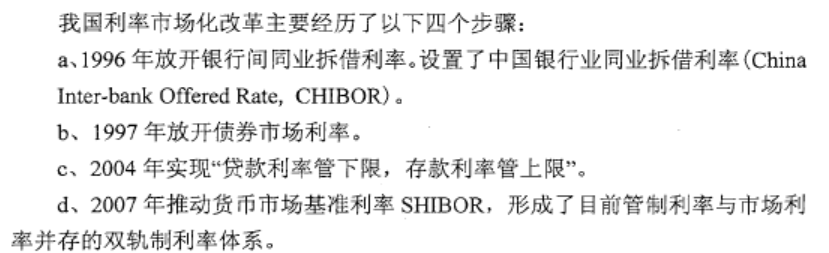 我国利率市场化改革主要经历了以下四个步骤：
a、1996 年放开银行间同业拆借利率。设置了中国银行业同业拆借利率（China
Inter-bank Offered Rate, CHIBOR）。
b、1997 年放开债券市场利率。
c、2004 年实现“贷款利率管下限，存款利率管上限”。
d、2007 年推动货币市场基准利率 SHIBOR，形成了目前管制利率与市场利
率并存的双轨制利率体系。